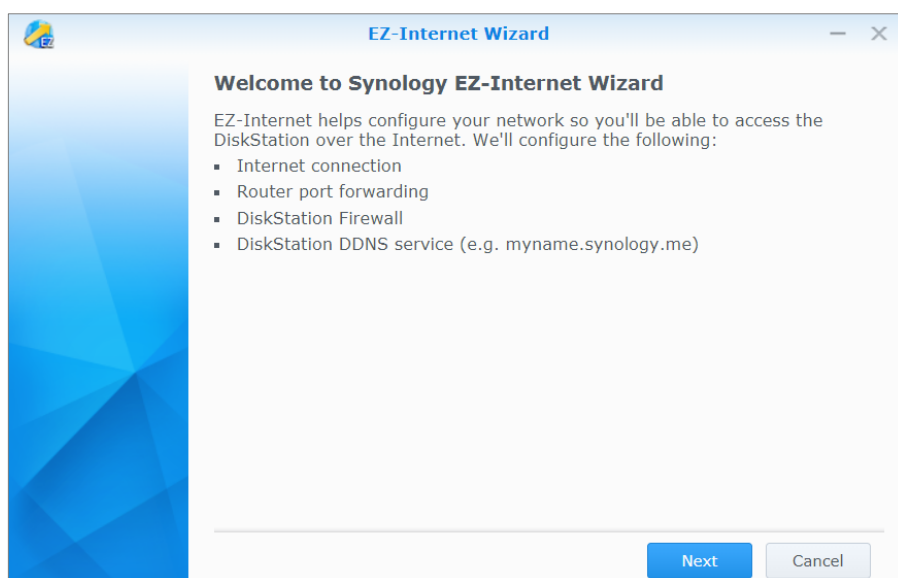 EZ
EZ-Internet Wizard
Welcome to Synology EZ-Internet Wizard
EZ-Internet helps configure your network so you'll be able to access the
DiskStation over the Internet. We'll configure the following:
▪ Internet connection
▪ Router port forwarding
▪ DiskStation Firewall
▪ DiskStation DDNS service (e.g. myname.synology.me)
Next Cancel